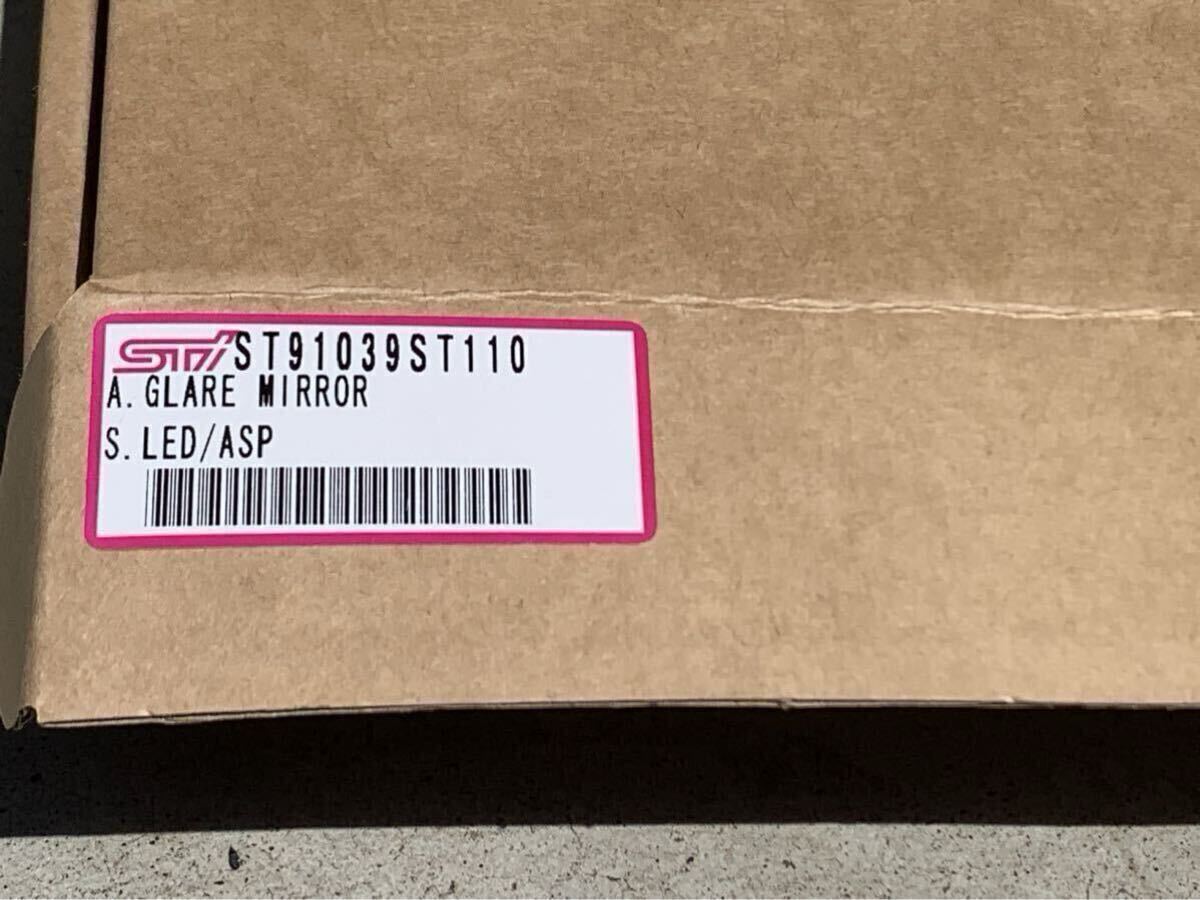 STI ST91039ST110
A. GLARE MIRROR
S. LED/ASP